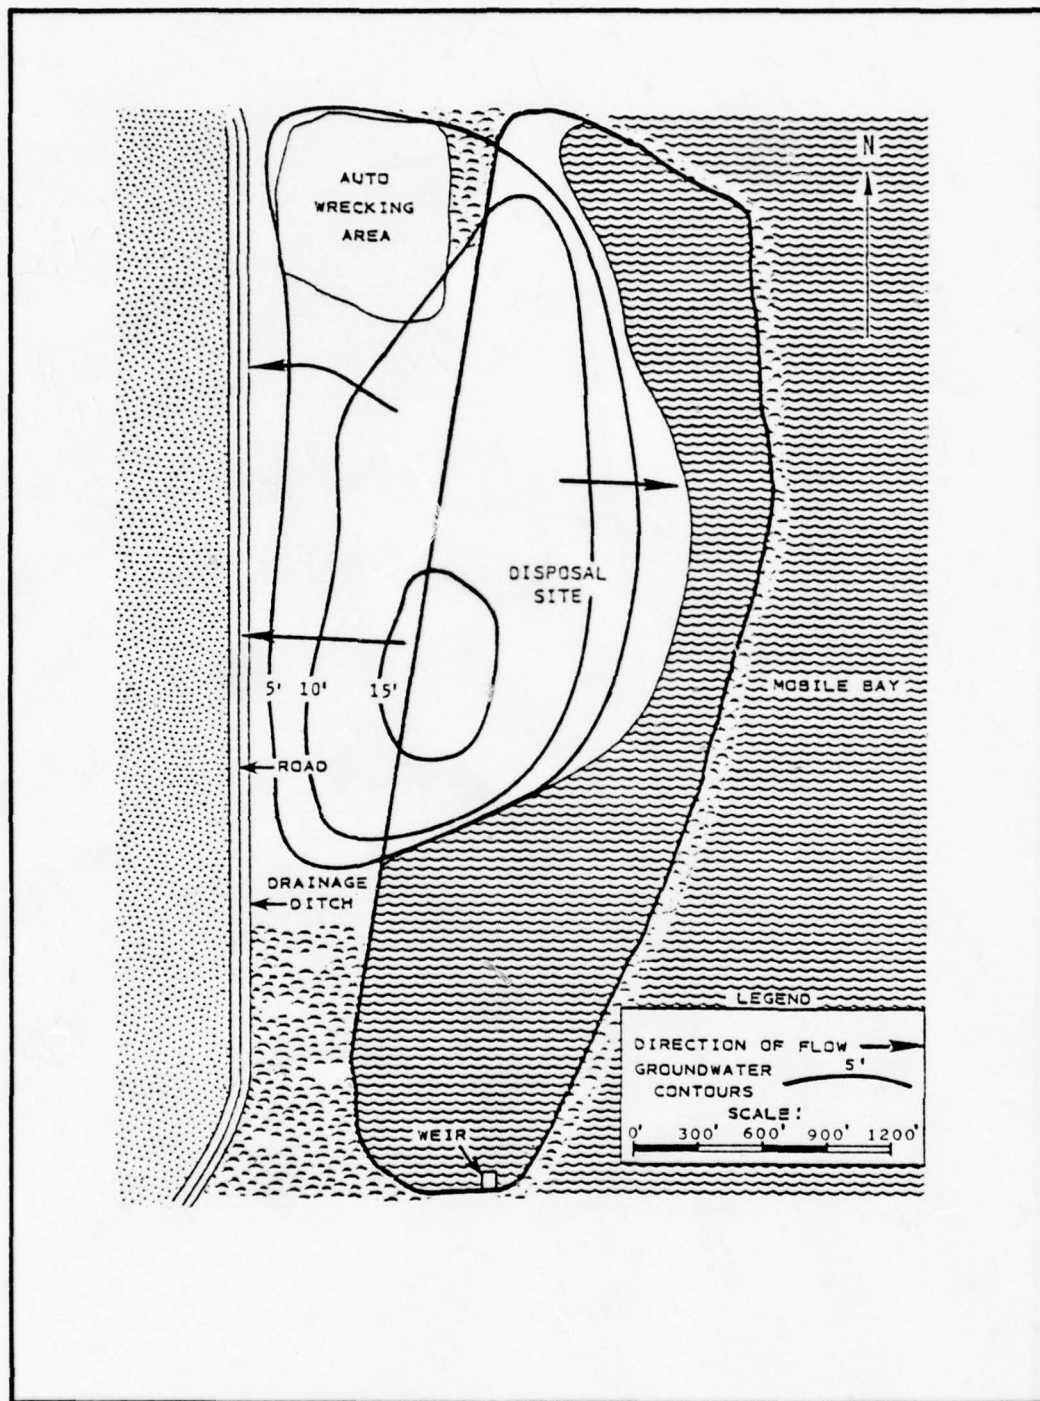 AUTO
WRECKING
AREA
N
DISPOSAL
SITE
5' 10' 15'
MOBILE BAY
ROAD
DRAINAGE
DITCH
WEIR
LEGEND
DIRECTION OF FLOW
GROUNDWATER
CONTOURS
5'
SCALE:
0' 300' 600' 900' 1200'